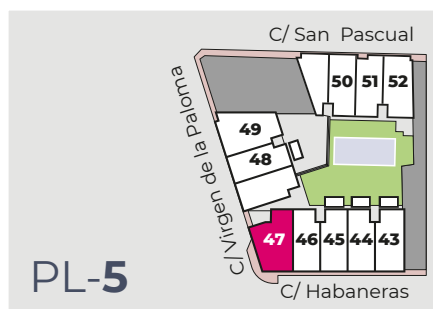 C/ San Pascual
50 51 52
C/Virgen de la Paloma
49
48
47 46 45 44 43
PL-5
C/ Habaneras